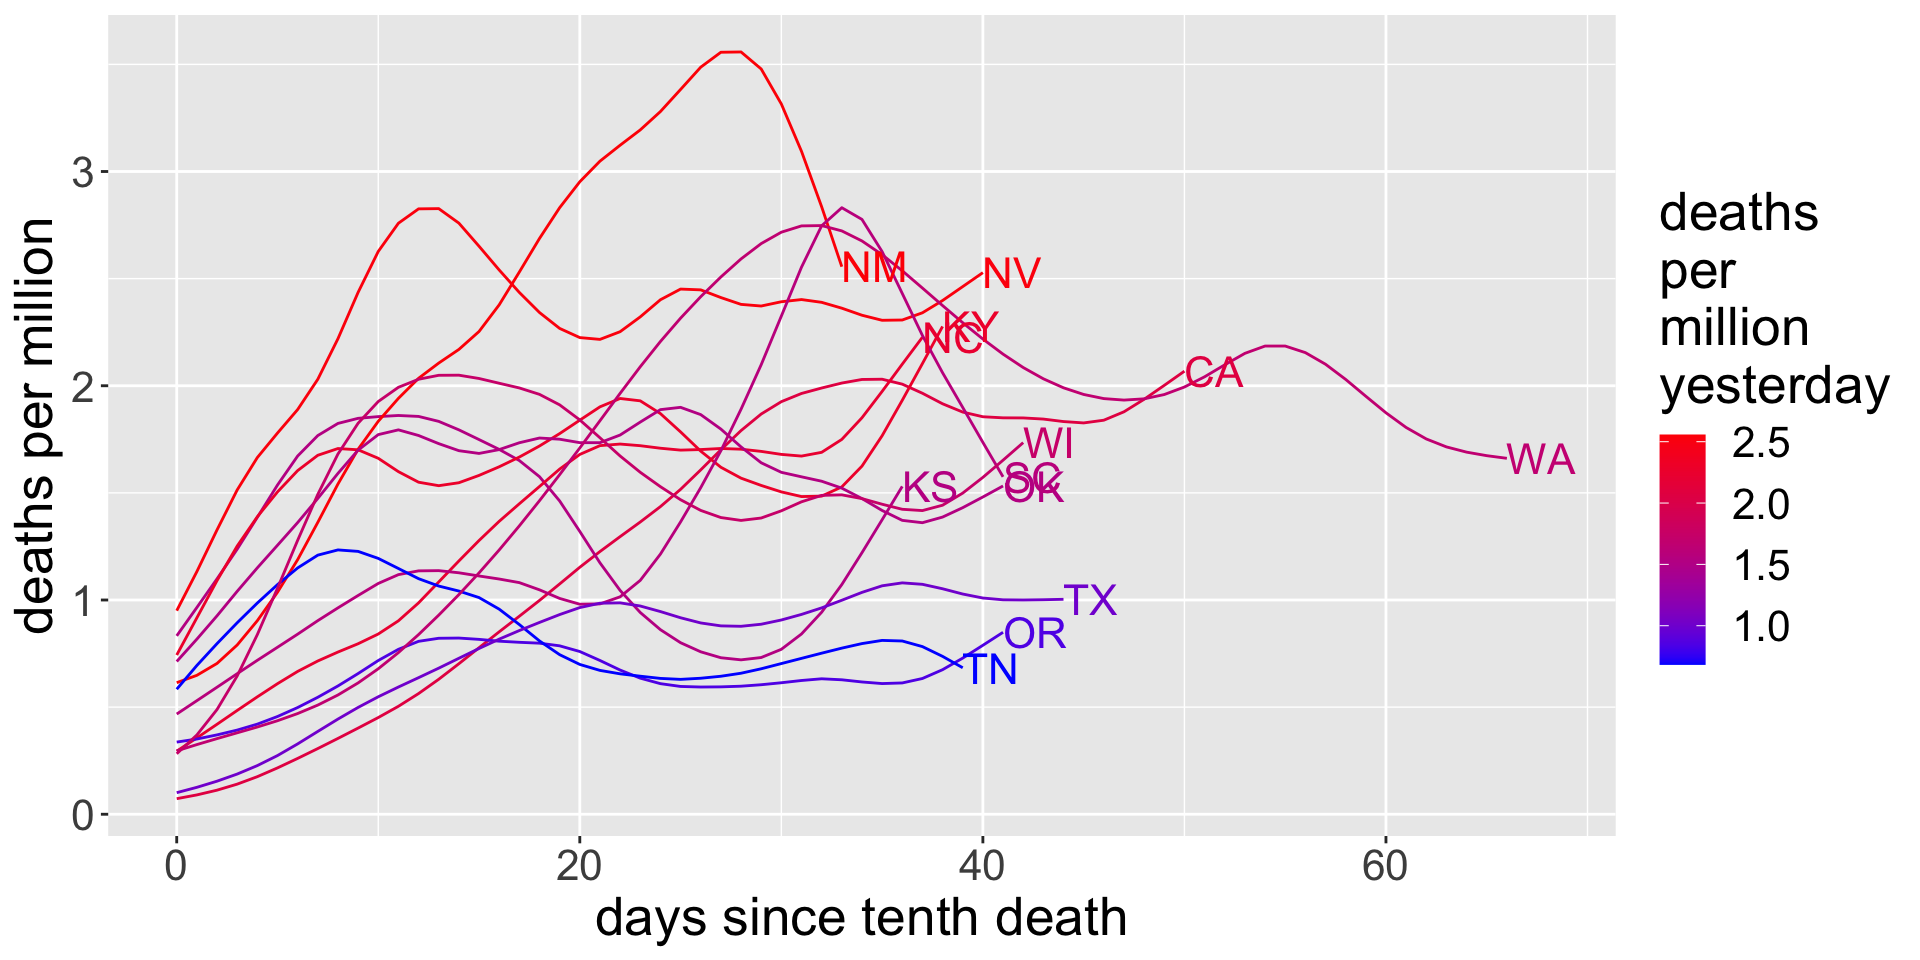 deaths per million
3
2
1
0
0
20
40
60
days since tenth death
NM
NV
KY
NC
CA
WI
WA
SC
OK
KS
TX
OR
TN
deaths
per
million
yesterday
2.5
2.0
1.5
1.0